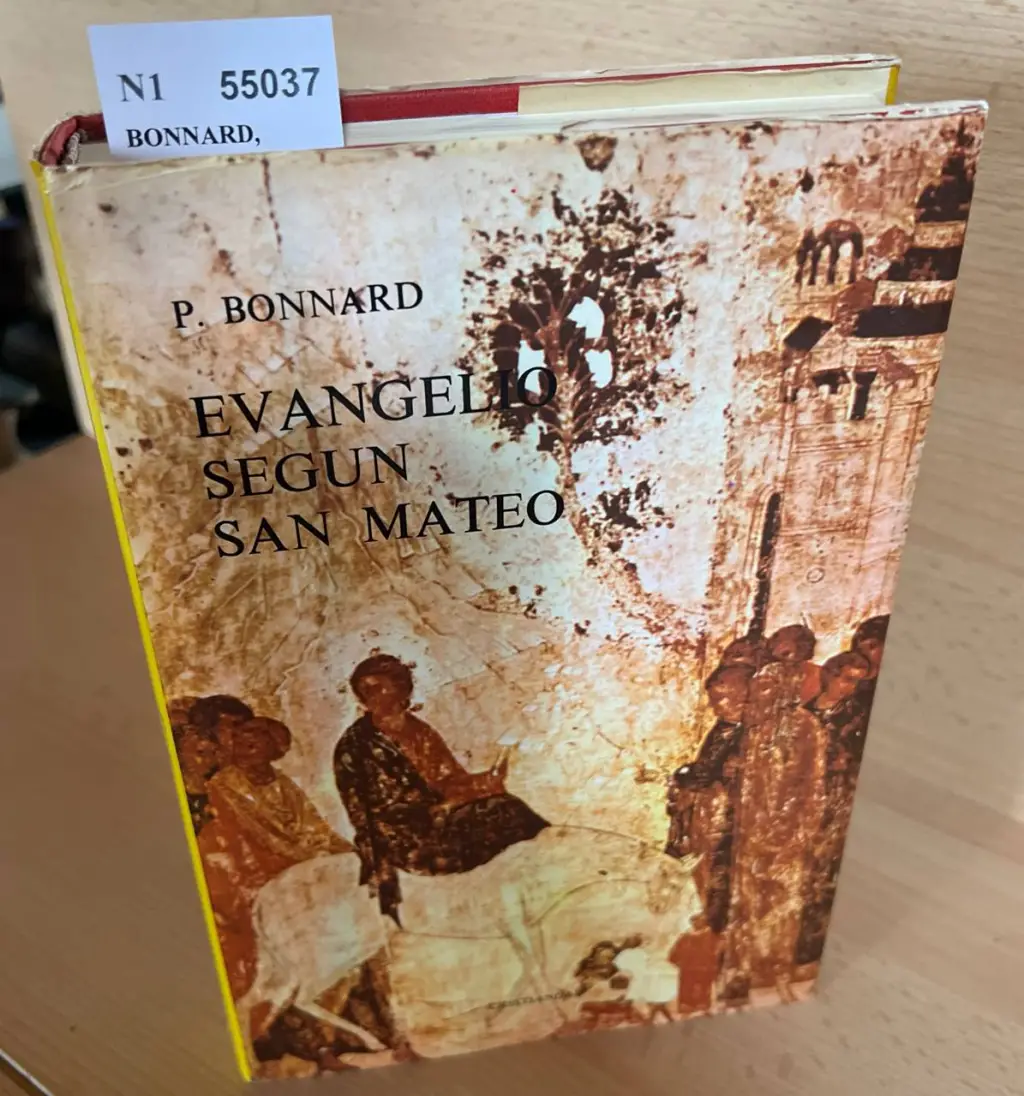 N1 55037
BONNARD,
P. BONNARD
EVANGELIO
SEGUN
SAN MATEO